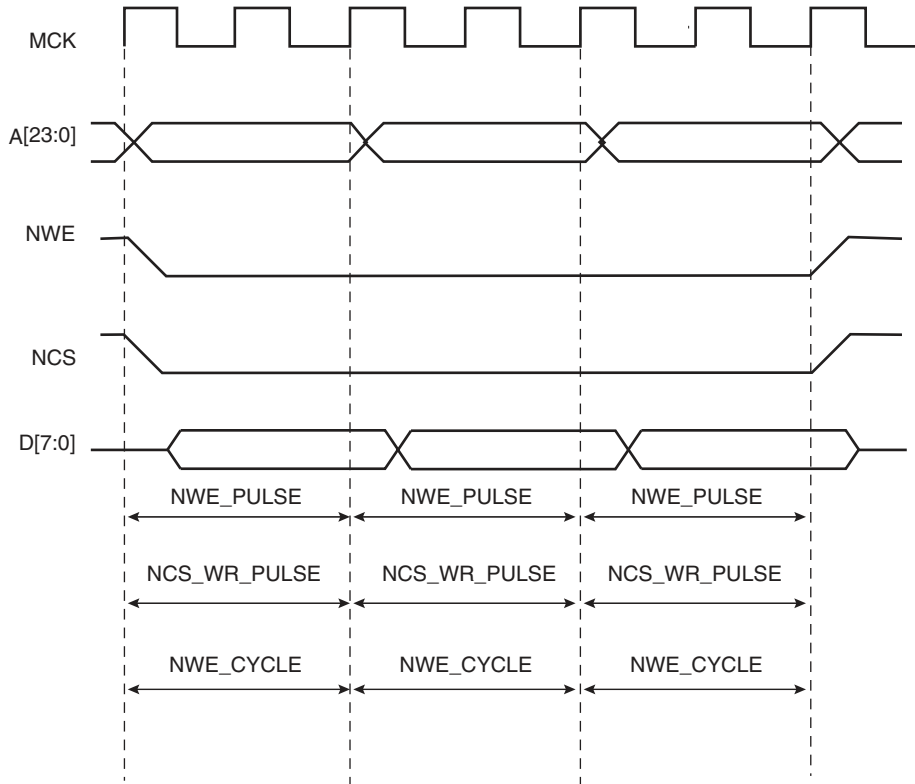 MCK
A[23:0]
NWE
NCS
D[7:0]
NWE_PULSE NWE_PULSE NWE_PULSE
NCS_WR_PULSE NCS_WR_PULSE NCS_WR_PULSE
NWE_CYCLE NWE_CYCLE NWE_CYCLE